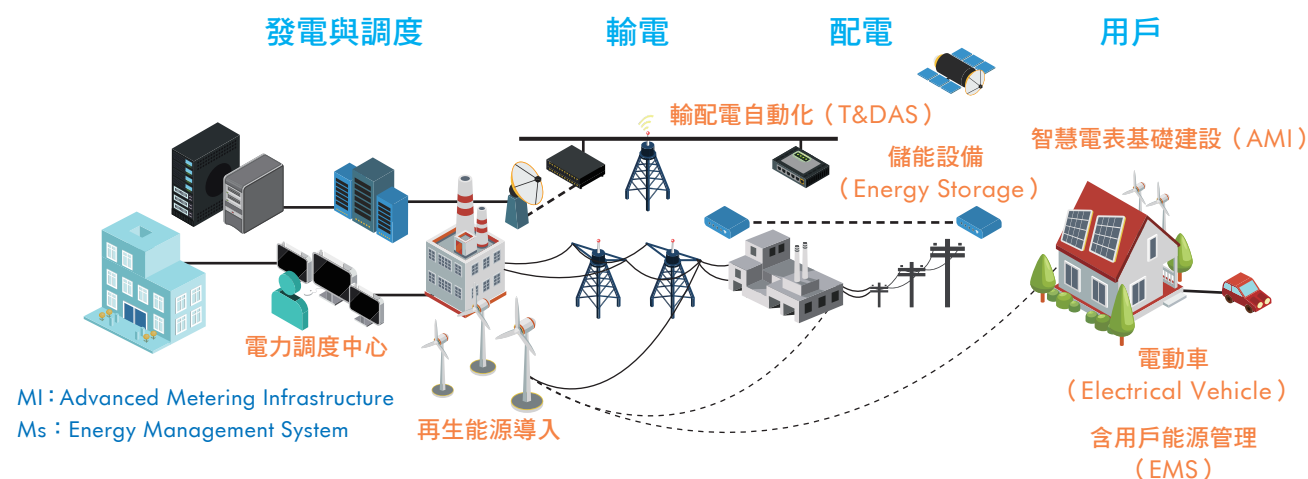 發電與調度
輸電
配電
用戶
輸配電自動化（T&DAS）
儲能設備
（Energy Storage）
智慧電表基礎建設（AMI）
電力調度中心
再生能源導入
電動車
（Electrical Vehicle）
含用戶能源管理
（EMS）
MI：Advanced Metering Infrastructure
Ms：Energy Management System